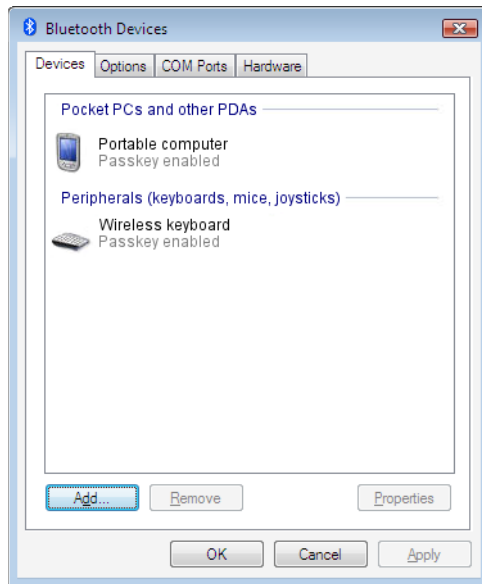 Bluetooth Devices
Devices Options COM Ports Hardware
Pocket PCs and other PDAs
Portable computer
Passkey enabled
Peripherals (keyboards, mice, joysticks)
Wireless keyboard
Passkey enabled
Add... Remove Properties
OK Cancel Apply